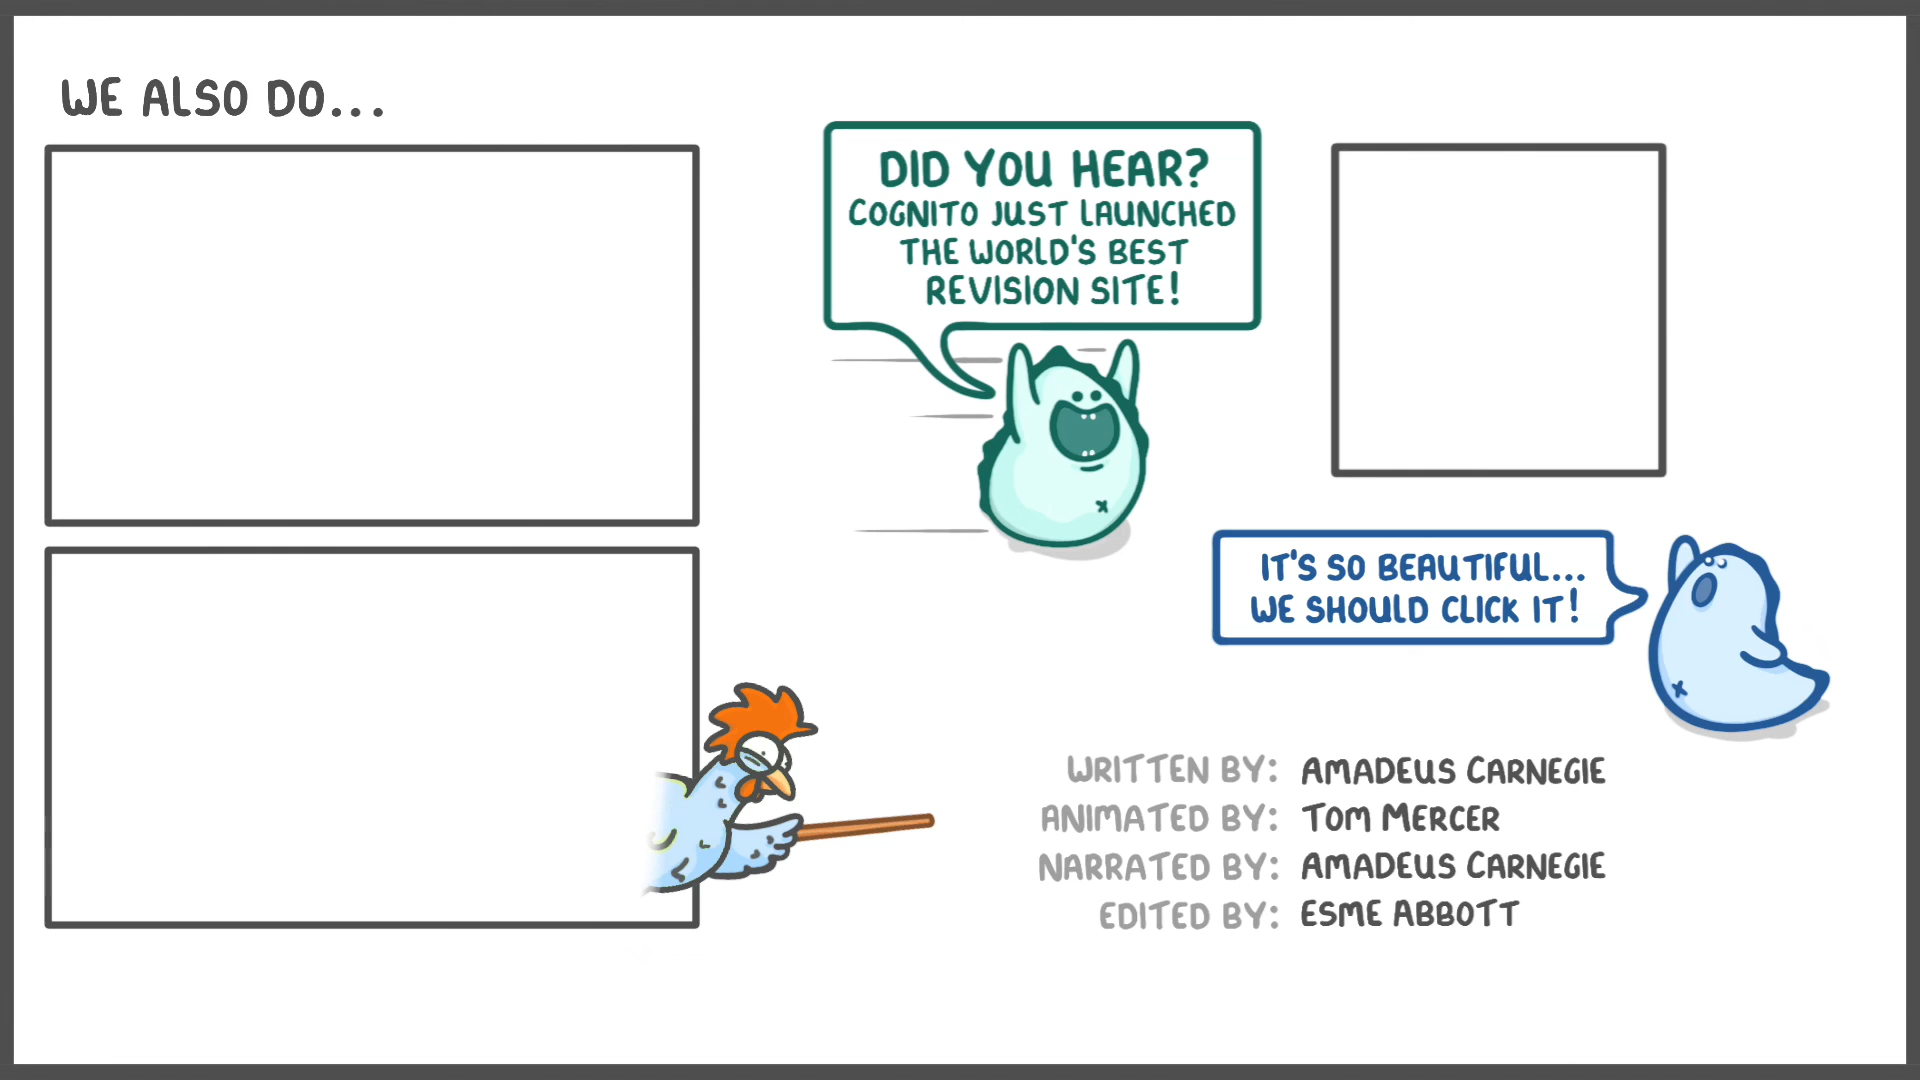 WE ALSO DO...
DID YOU HEAR?
COGNITO JUST LAUNCHED
THE WORLD'S BEST
REVISION SITE!
IT'S SO BEAUTIFUL...
WE SHOULD CLICK IT!
WRITTEN BY: AMADEUS CARNEGIE
ANIMATED BY: TOM MERCER
NARRATED BY: AMADEUS CARNEGIE
EDITED BY: ESME ABBOTT